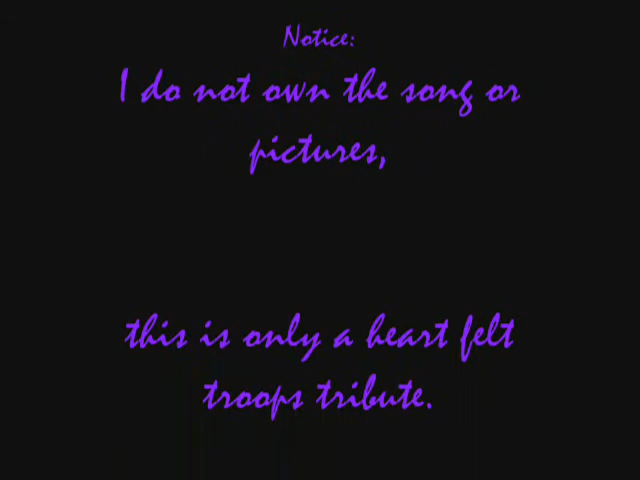 Notice:
I do not own the song or
pictures,
this is only a heart felt
troops tribute.